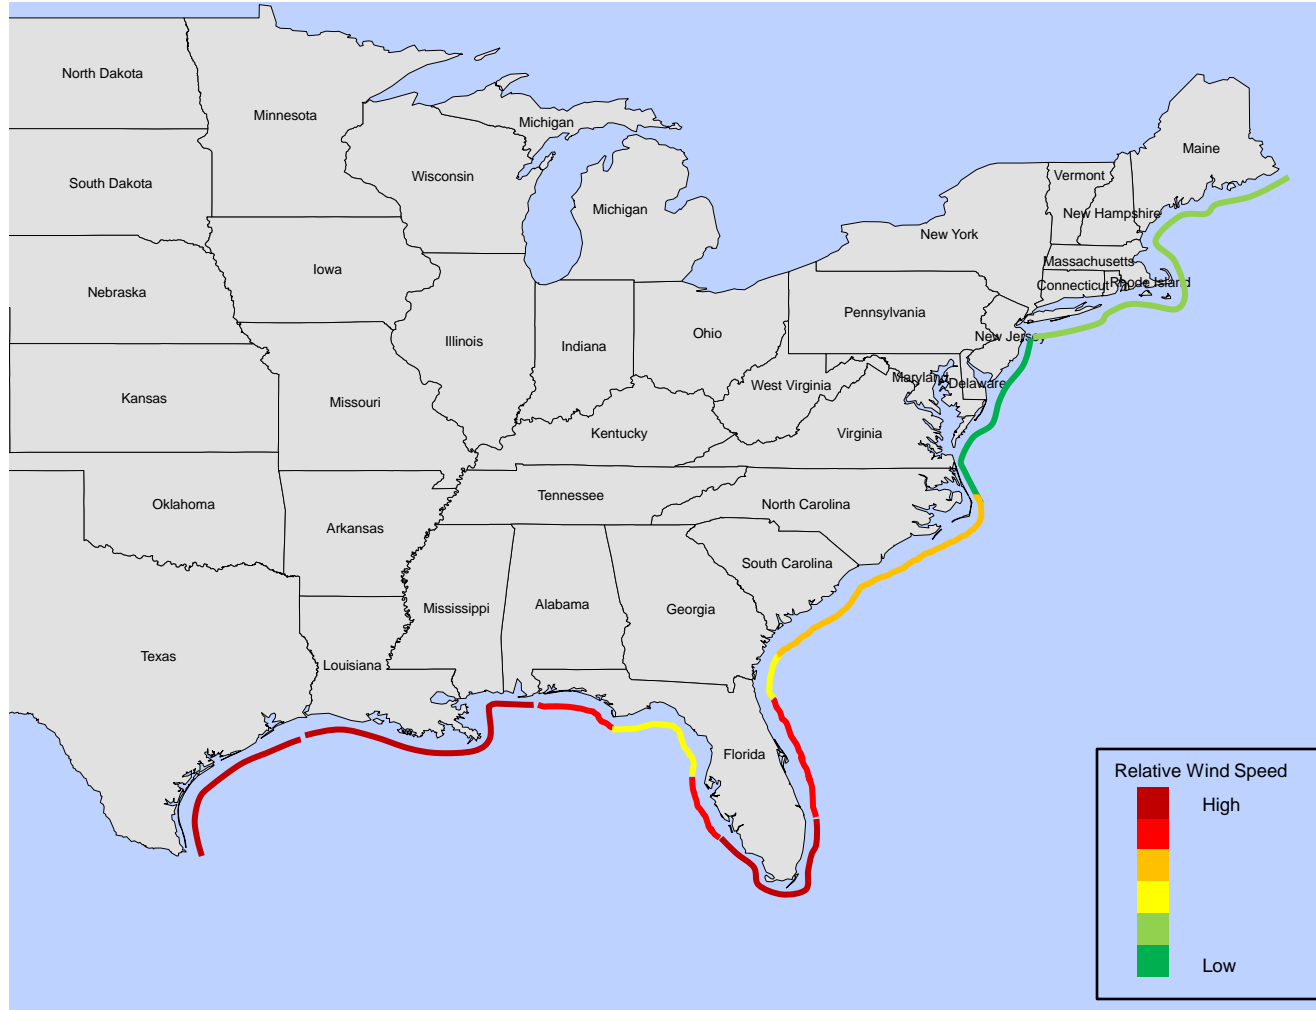 North Dakota
Minnesota
Michigan
Maine
Wisconsin
Vermont
South Dakota
Michigan
New Hampshire
New York
Massachusetts
Iowa
Connecticut
Rhode Island
Nebraska
Pennsylvania
Ohio
New Jersey
Illinois
Indiana
Maryland
Delaware
West Virginia
Kansas
Missouri
Kentucky
Virginia
Tennessee
Oklahoma
North Carolina
Arkansas
South Carolina
Mississippi
Alabama
Georgia
Texas
Louisiana
Florida
Relative Wind Speed
High
Low